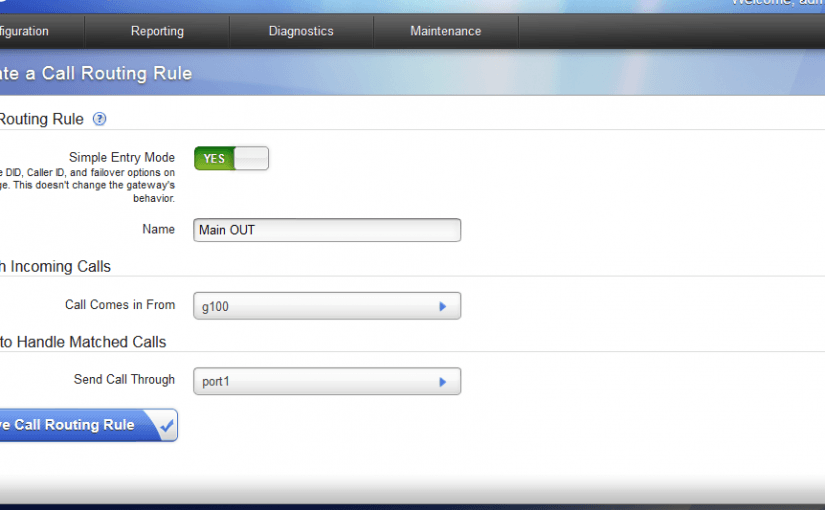 Welcome, adm
figuration Reporting Diagnostics Maintenance
te a Call Routing Rule
Routing Rule ?
Simple Entry Mode YES
e DID, Caller ID, and failover options on
ge. This doesn't change the gateway's
behavior.
Name Main OUT
h Incoming Calls
Call Comes in From g100
to Handle Matched Calls
Send Call Through port1
ve Call Routing Rule